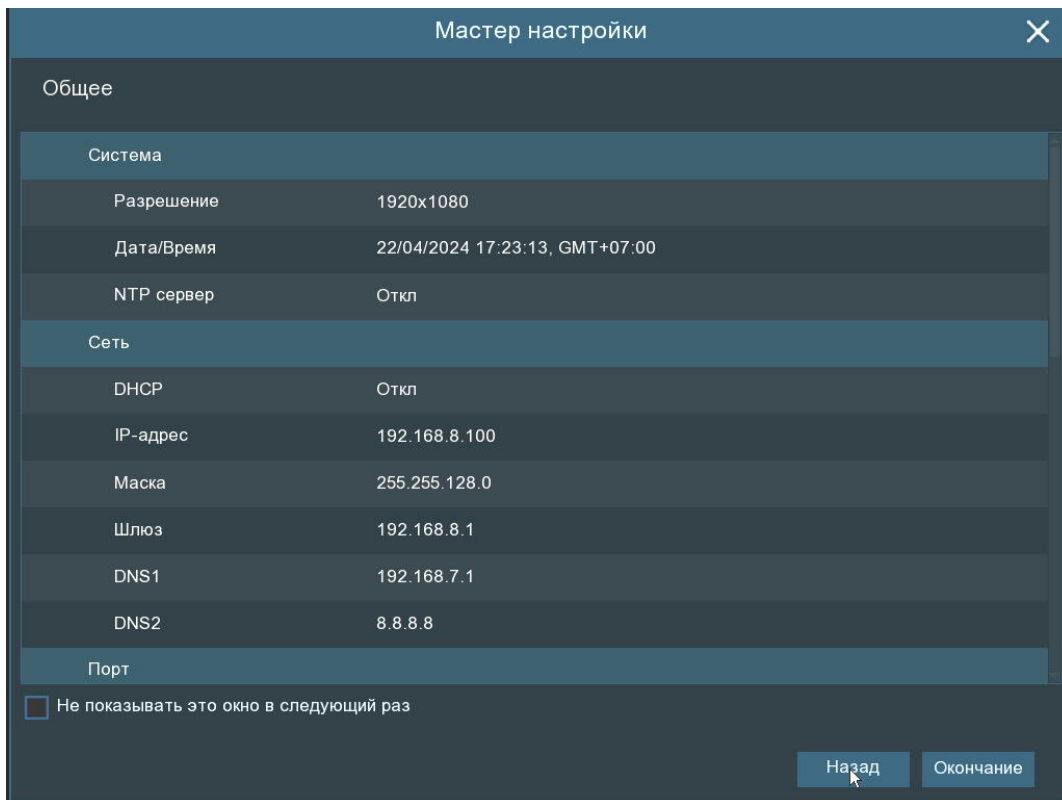 Мастер настройки
Общее
Система
Разрешение 1920x1080
Дата/Время 22/04/2024 17:23:13, GMT+07:00
NTP сервер Откл
Сеть
DHCP Откл
IP-адрес 192.168.8.100
Маска 255.255.128.0
Шлюз 192.168.8.1
DNS1 192.168.7.1
DNS2 8.8.8.8
Порт
Не показывать это окно в следующий раз
Назад Окончание